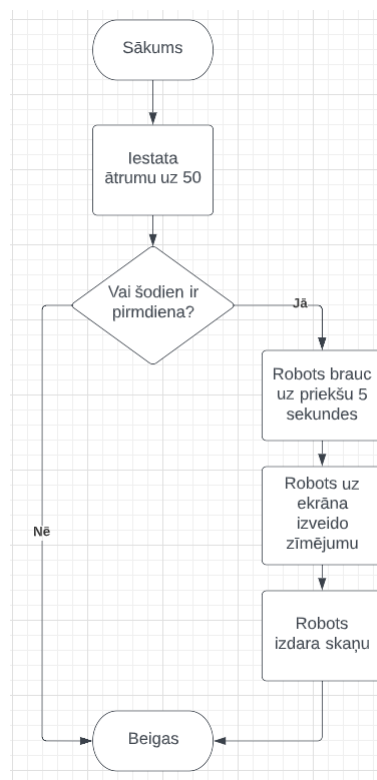 Sākums
Iestata
ātrumu uz 50
Vai šodien ir
pirmdiena?
Jā
Robots brauc
uz priekšu 5
sekundes
Robots uz
ekrāna
izveido
zīmējumu
Nē
Robots
izdara skaņu
Beigas